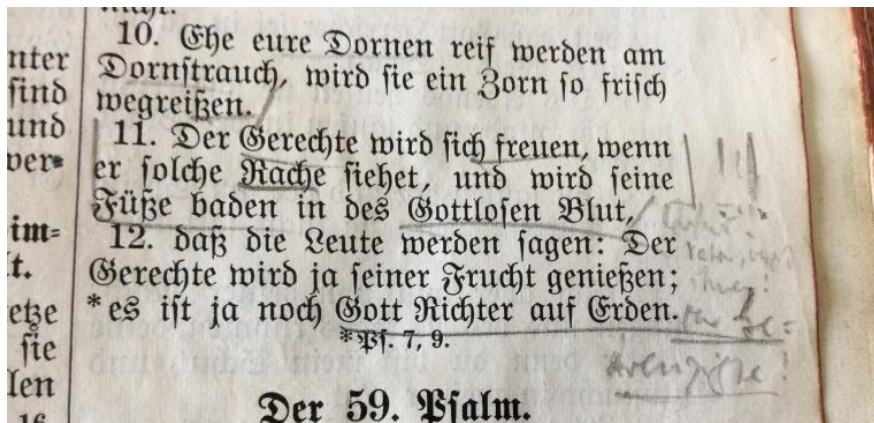 nter
sind
und
ver=
im=
t.
etze
sie
len
16
10. Ehe eure Dornen reif werden am
Dornstrauch, wird sie ein Zorn so frisch
wegreißen.
11. Der Gerechte wird sich freuen, wenn
er solche Rache siehet, und wird seine
Füße baden in des Gottlosen Blut,
12. daß die Leute werden sagen: Der
Gerechte wird ja seiner Frucht genießen;
*es ist ja noch Gott Richter auf Erden.
*Ps. 7, 9.
Der 59. Psalm.